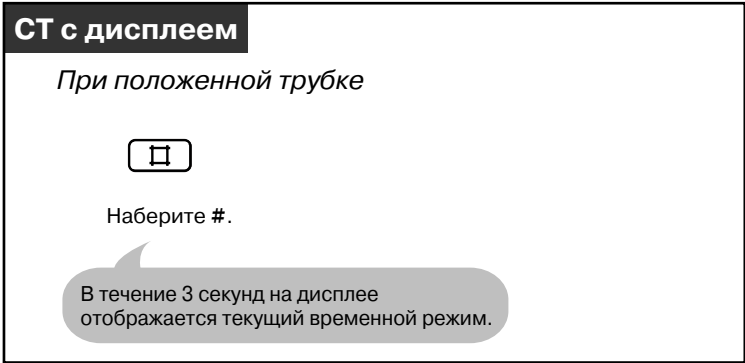 СТ с дисплеем
При положенной трубке
#
Наберите #.
В течение 3 секунд на дисплее
отображается текущий временной режим.